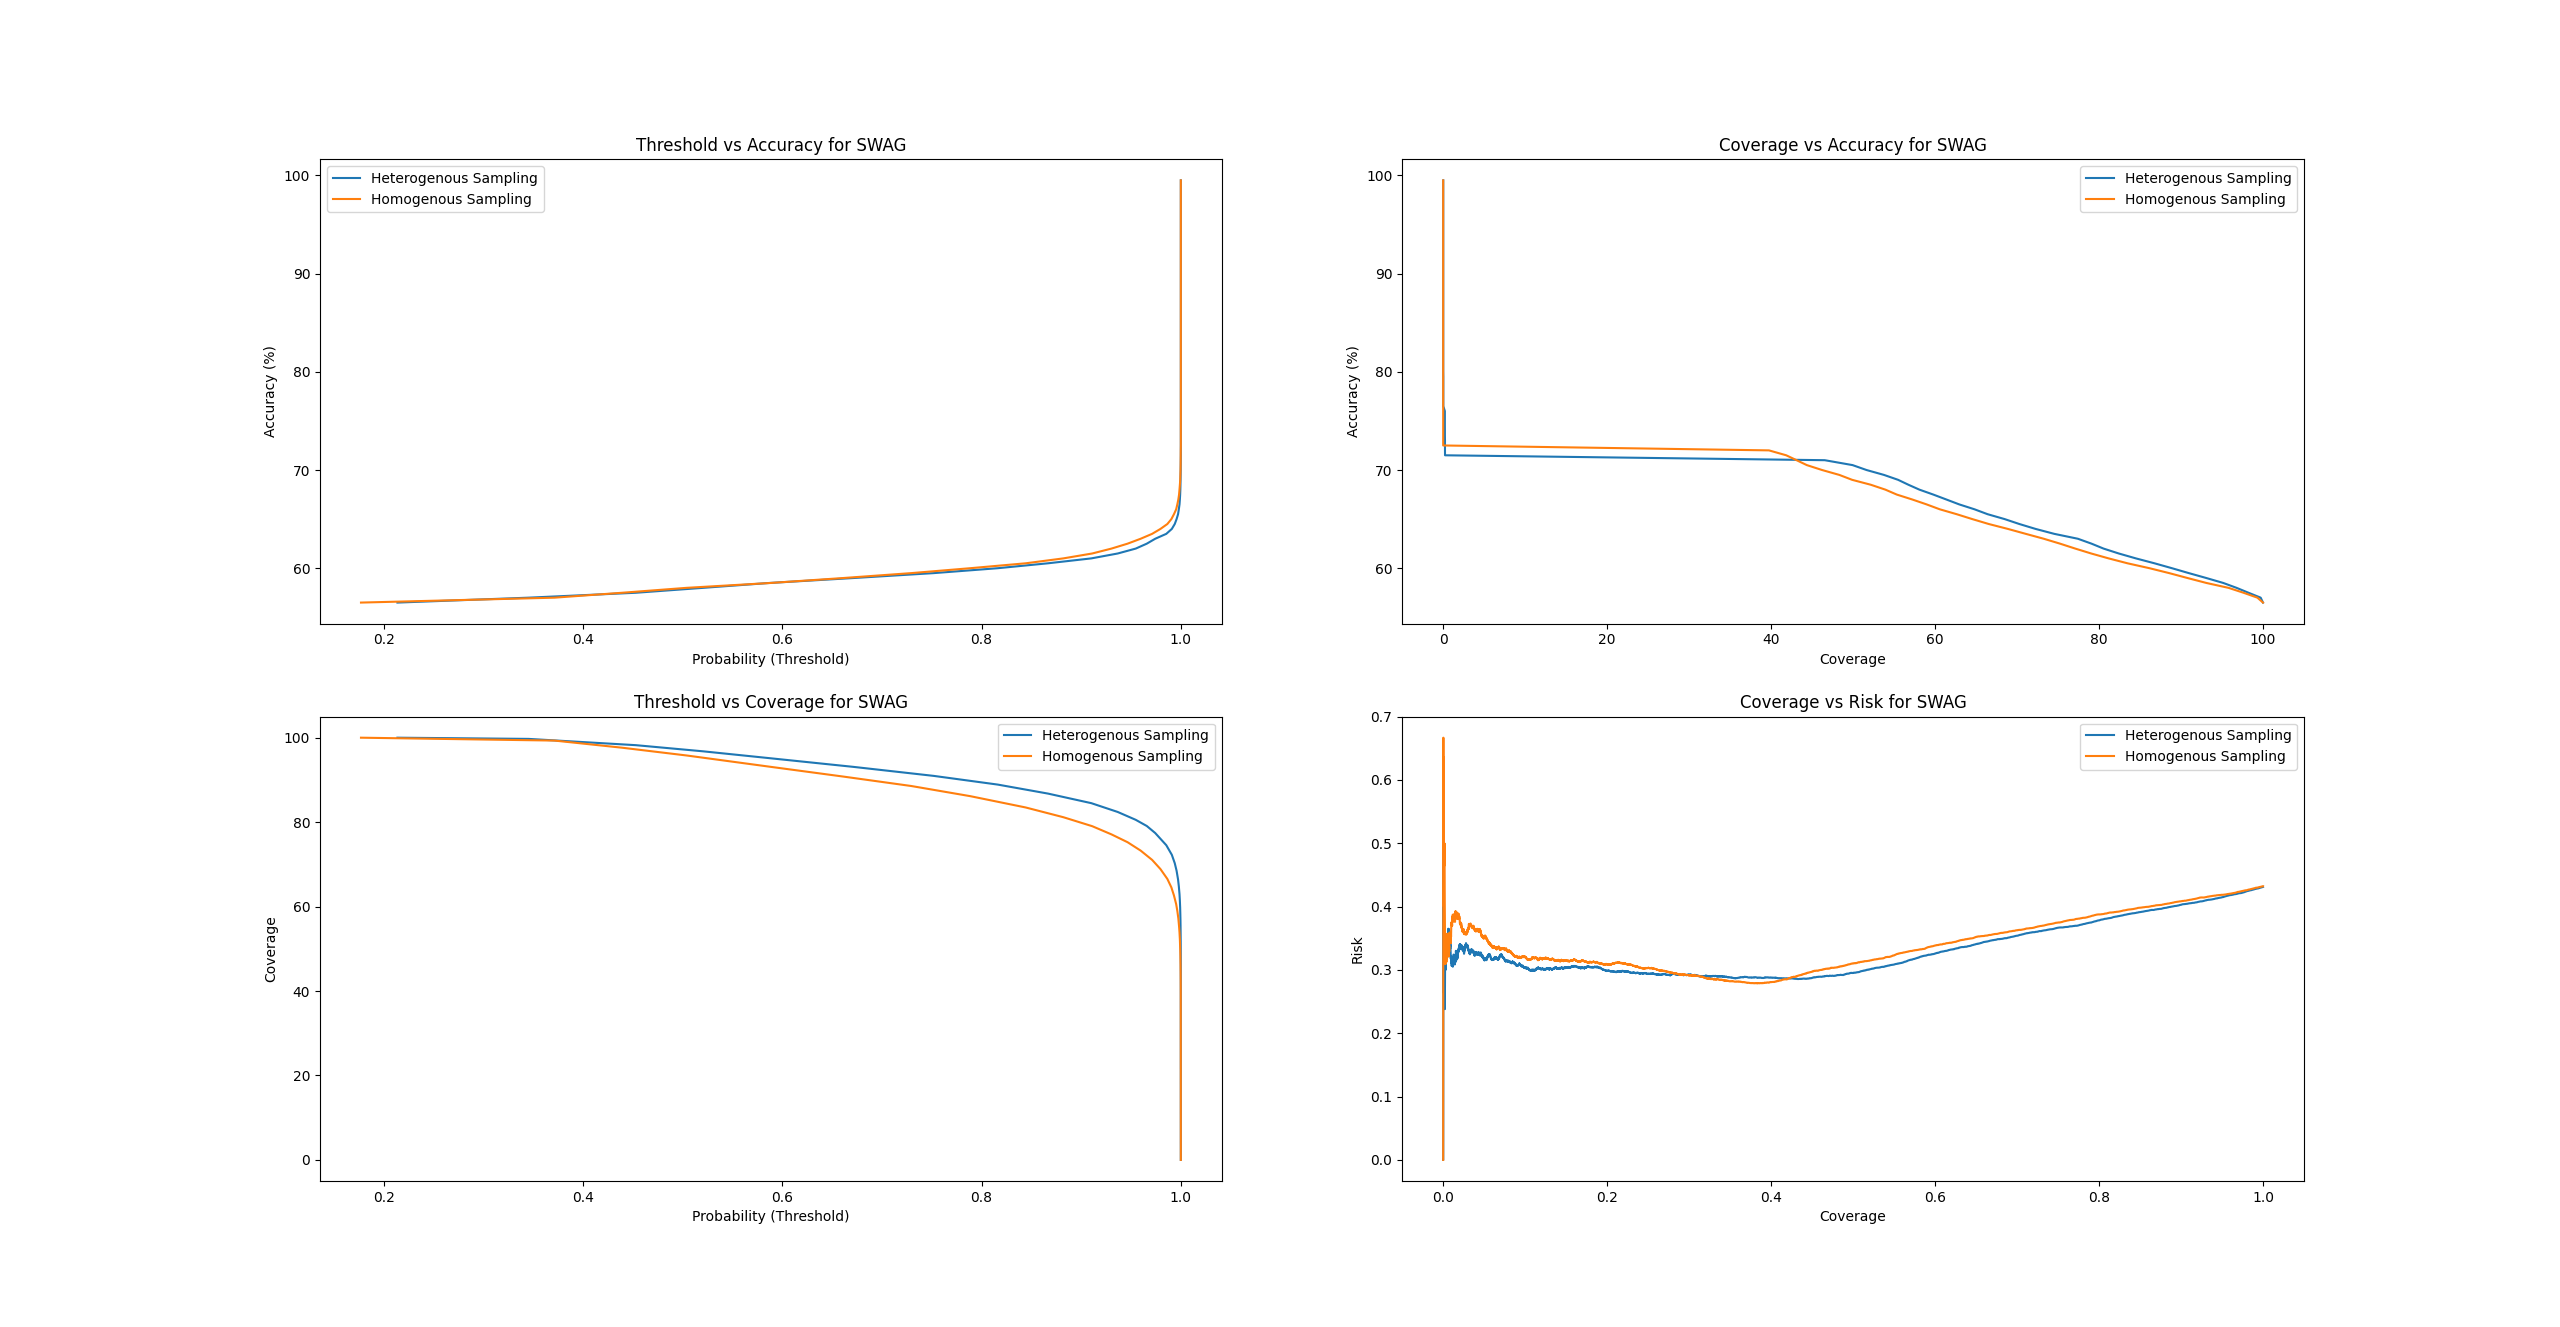 Threshold vs Accuracy for SWAG
Heterogenous Sampling
Homogenous Sampling
Accuracy (%)
100
90
80
70
60
0.2 0.4 0.6 0.8 1.0
Probability (Threshold)
Coverage vs Accuracy for SWAG
Heterogenous Sampling
Homogenous Sampling
Accuracy (%)
100
90
80
70
60
0 20 40 60 80 100
Coverage
Threshold vs Coverage for SWAG
Heterogenous Sampling
Homogenous Sampling
Coverage
100
80
60
40
20
0
0.2 0.4 0.6 0.8 1.0
Probability (Threshold)
Coverage vs Risk for SWAG
Heterogenous Sampling
Homogenous Sampling
Risk
0.7
0.6
0.5
0.4
0.3
0.2
0.1
0.0
0.0 0.2 0.4 0.6 0.8 1.0
Coverage